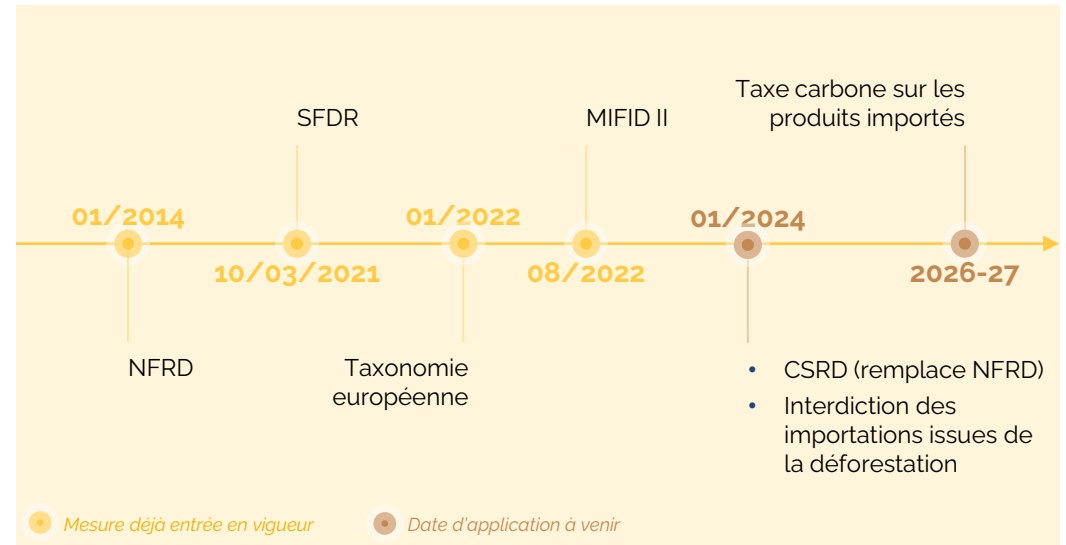 Taxe carbone sur les
produits importés
SFDR
MIFID II
01/2014
01/2022
01/2024
10/03/2021
08/2022
2026-27
NFRD
Taxonomie
européenne
• CSRD (remplace NFRD)
• Interdiction des
importations issues de
la déforestation
Mesure déjà entrée en vigueur
Date d'application à venir